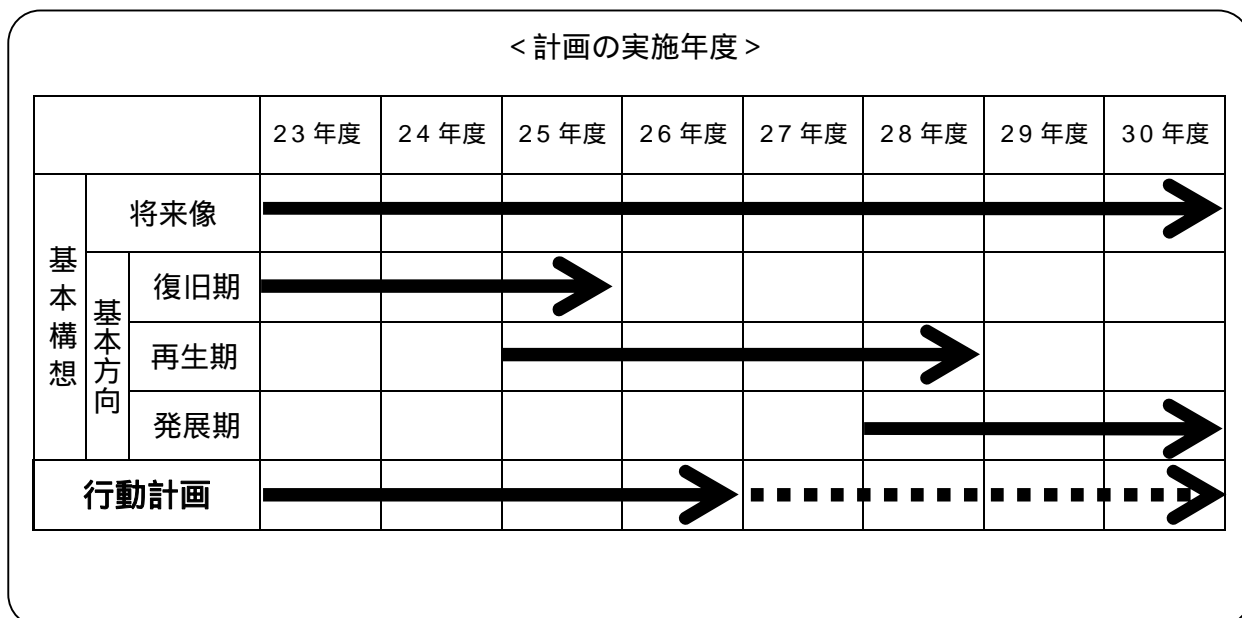 <計画の実施年度>
23年度 24年度 25年度 26年度 27年度 28年度 29年度 30年度
基本構想
将来像
基本方向
復旧期
再生期
発展期
行動計画